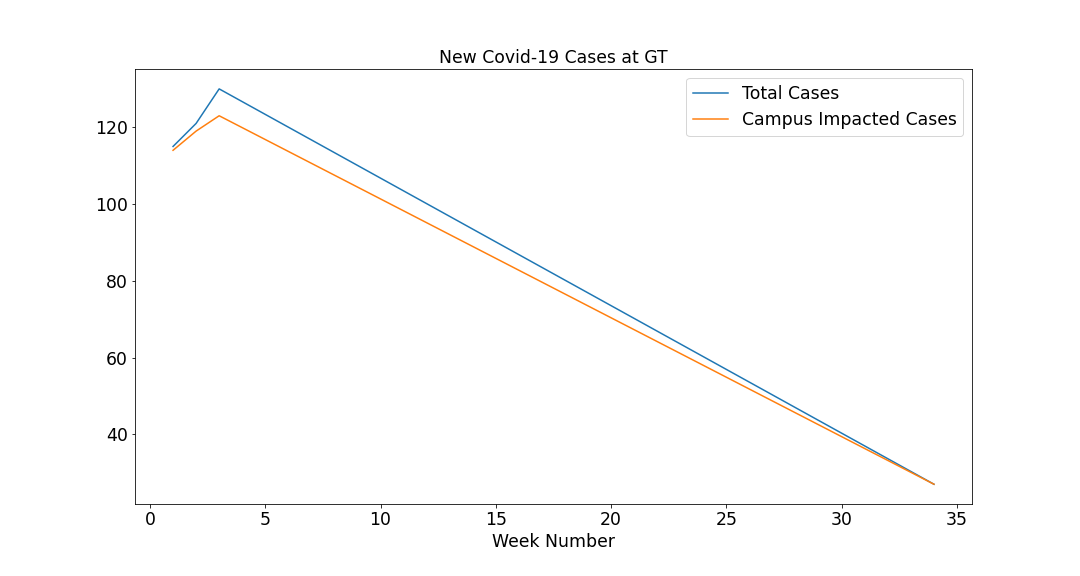 New Covid-19 Cases at GT
Total Cases
Campus Impacted Cases
120
100
80
60
40
0 5 10 15 20 25 30 35
Week Number